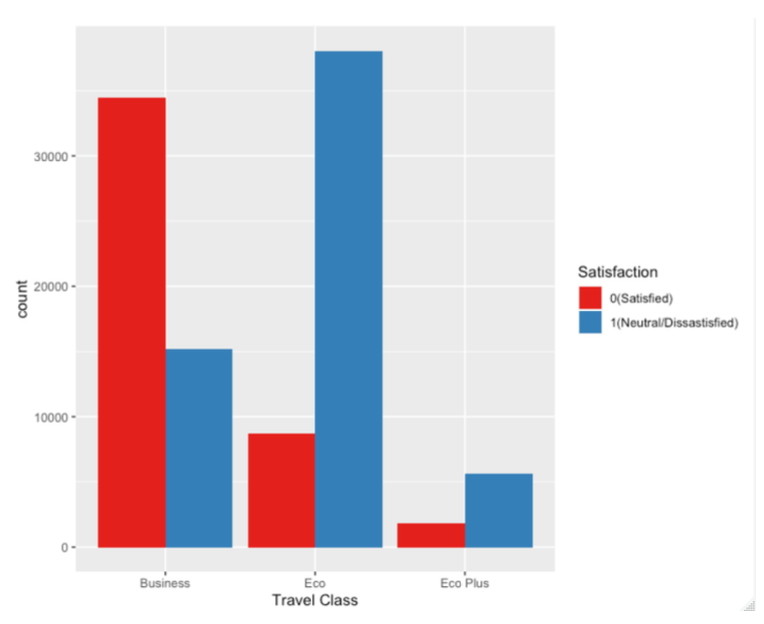 30000
20000
10000
0
count
Business
Eco
Eco Plus
Travel Class
Satisfaction
0(Satisfied)
1(Neutral/Dissastisfied)